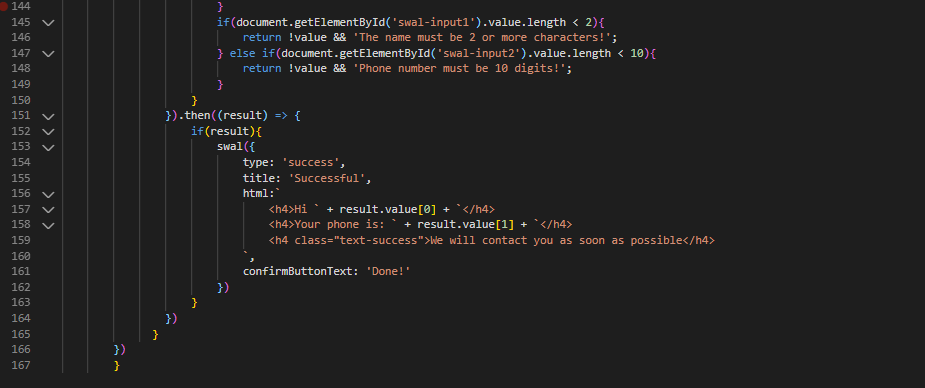 144 }
145 if(document.getElementById('swal-input1').value.length < 2){
146 return !value && 'The name must be 2 or more characters!';
147 } else if(document.getElementById('swal-input2').value.length < 10){
148 return !value && 'Phone number must be 10 digits!';
149 }
150 }
151 }).then((result) => {
152 if(result){
153 swal({
154 type: 'success',
155 title: 'Successful',
156 html:`
157 <h4>Hi ` + result.value[0] + `</h4>
158 <h4>Your phone is: ` + result.value[1] + `</h4>
159 <h4 class="text-success">We will contact you as soon as possible</h4>
160 `,
161 confirmButtonText: 'Done!'
162 })
163 }
164 })
165 }
166 })
167 }